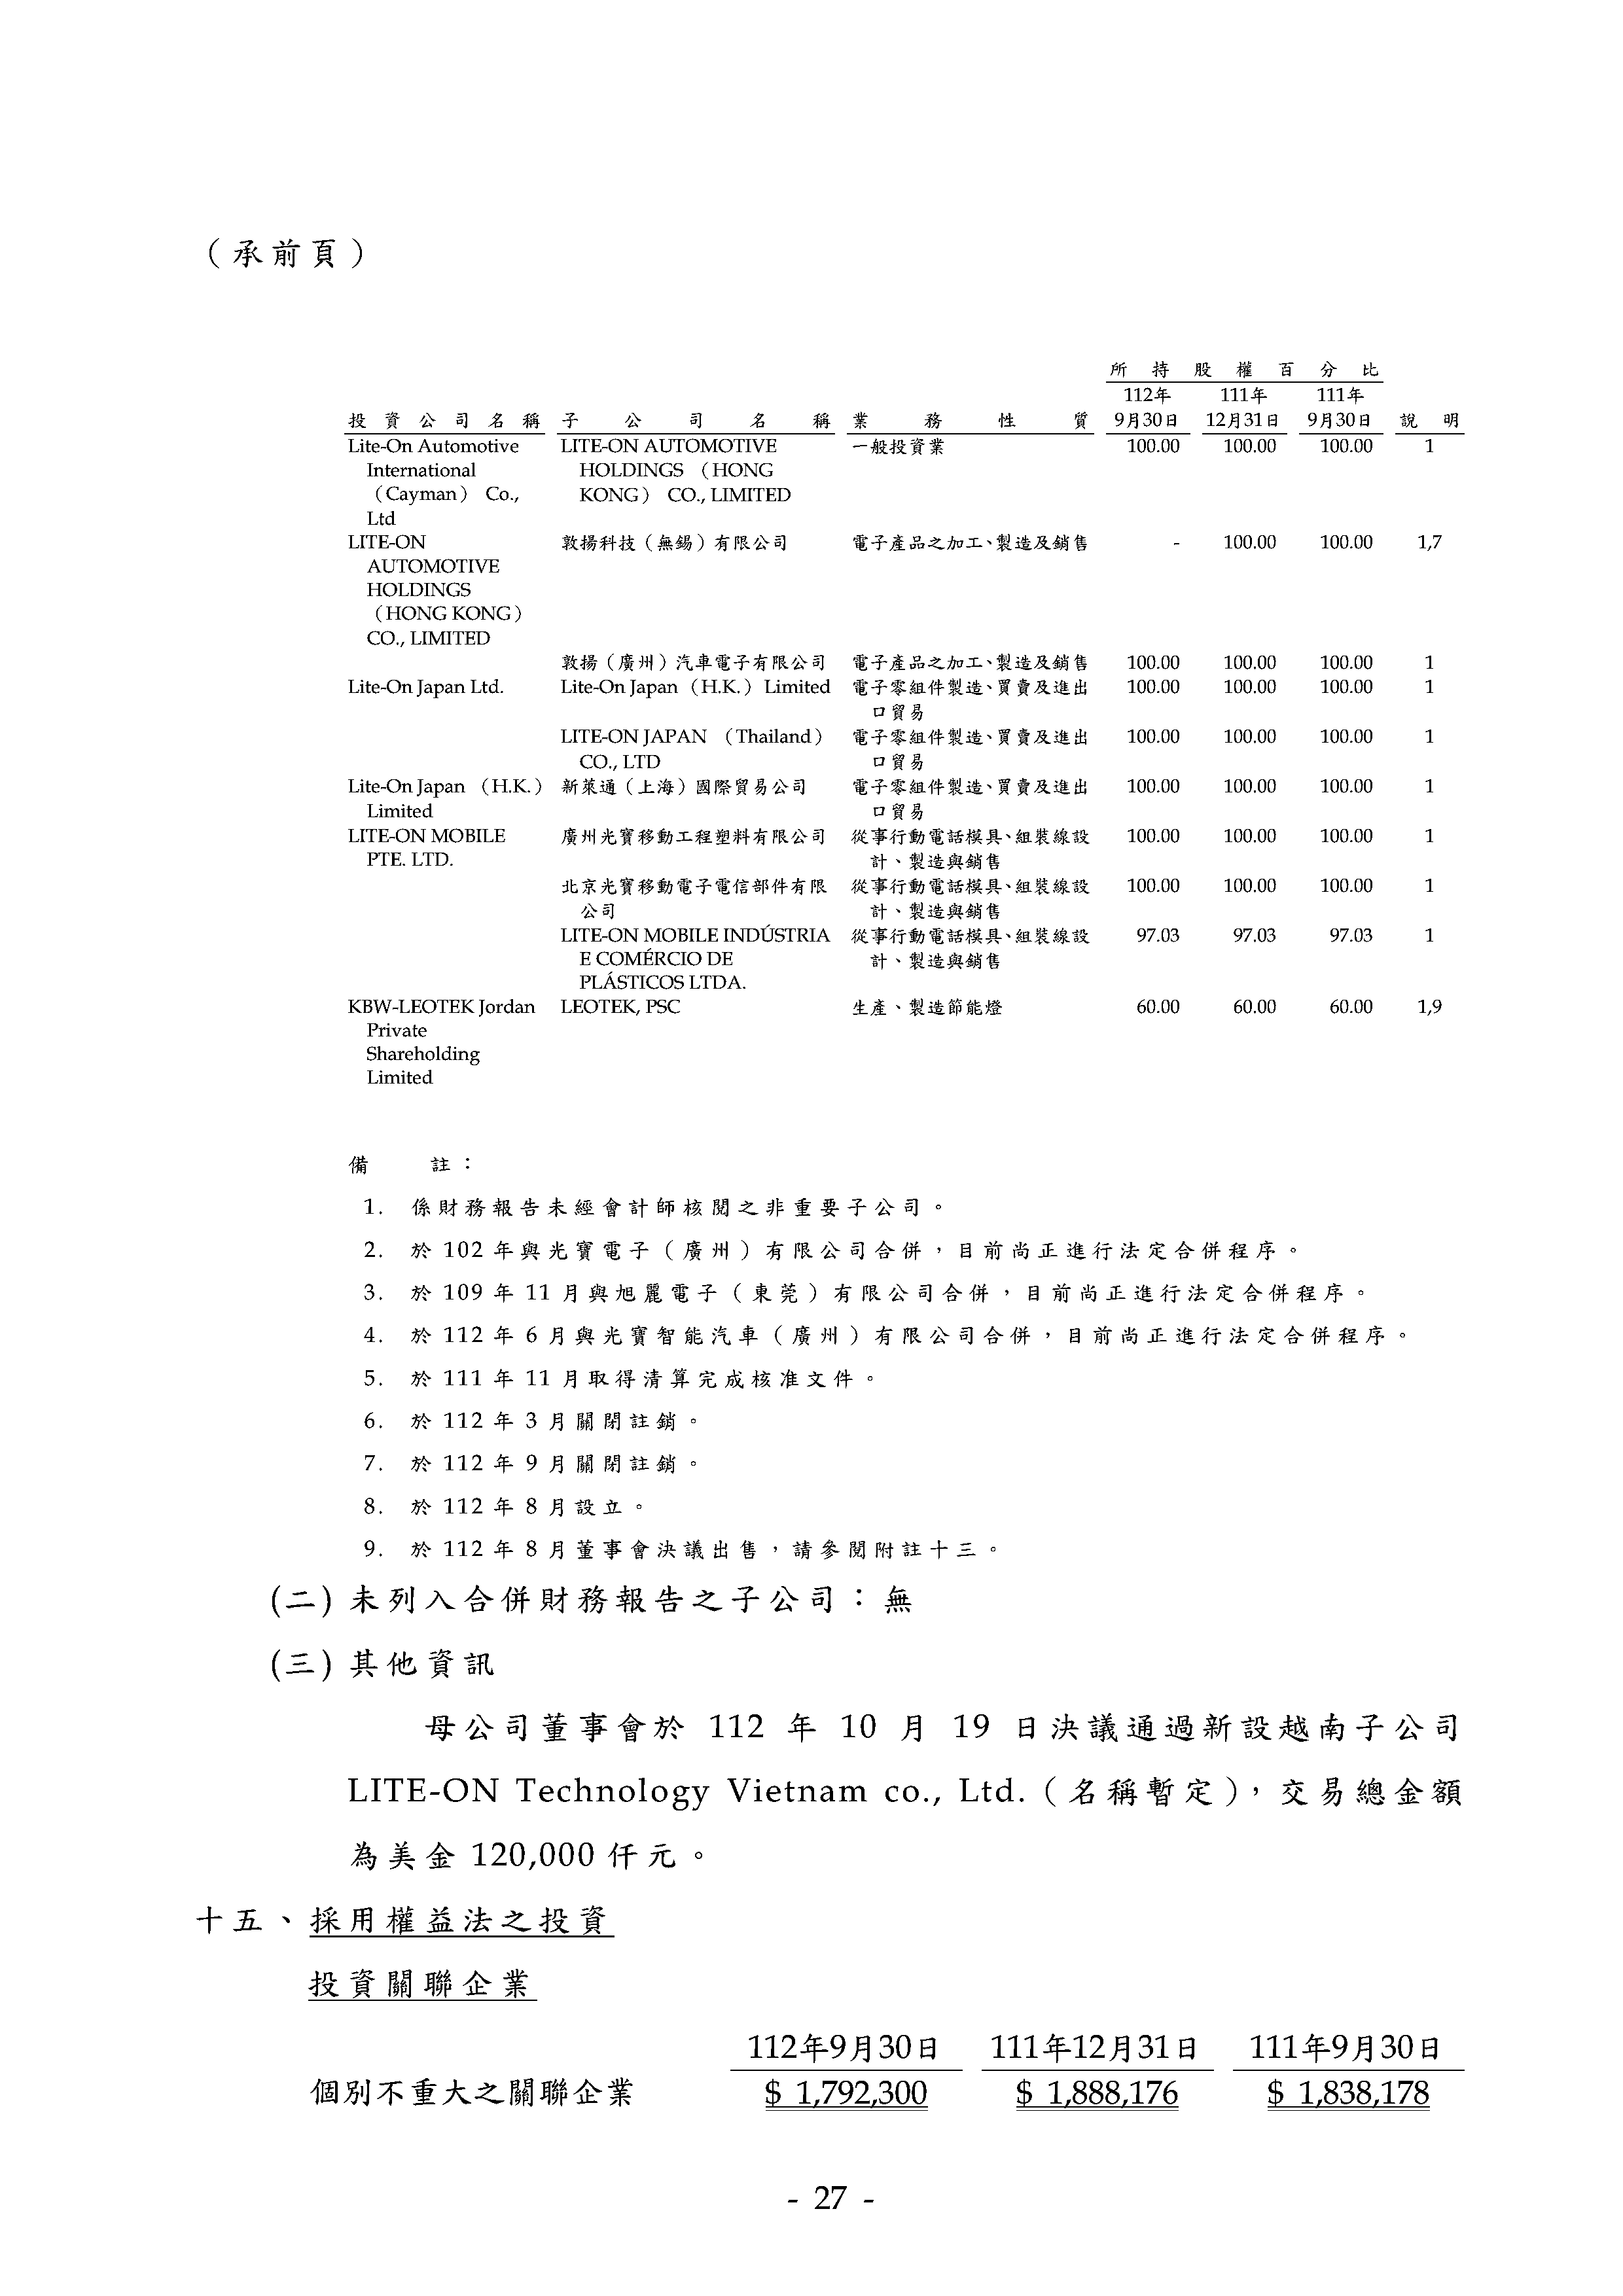 （承前頁）
所持股權百分比
112年 111年 111年
投資公司名稱 子公司名稱 業務性質 9月30日 12月31日 9月30日 說明
Lite-On Automotive LITE-ON AUTOMOTIVE 一般投資業 100.00 100.00 100.00 1
International HOLDINGS （HONG
（Cayman） Co., KONG） CO., LIMITED
Ltd
LITE-ON 敦揚科技（無錫）有限公司 電子產品之加工、製造及銷售 - 100.00 100.00 1,7
AUTOMOTIVE
HOLDINGS
（HONG KONG）
CO., LIMITED
敦揚（廣州）汽車電子有限公司 電子產品之加工、製造及銷售 100.00 100.00 100.00 1
Lite-On Japan Ltd. Lite-On Japan（H.K.）Limited 電子零組件製造、買賣及進出 100.00 100.00 100.00 1
口貿易
LITE-ON JAPAN （Thailand） 電子零組件製造、買賣及進出 100.00 100.00 100.00 1
CO., LTD 口貿易
Lite-On Japan （H.K.） 新萊通（上海）國際貿易公司 電子零組件製造、買賣及進出 100.00 100.00 100.00 1
Limited 口貿易
LITE-ON MOBILE 廣州光寶移動工程塑料有限公司 從事行動電話模具、組裝線設 100.00 100.00 100.00 1
PTE. LTD. 計、製造與銷售
北京光寶移動電子電信部件有限 從事行動電話模具、組裝線設 100.00 100.00 100.00 1
公司 計、製造與銷售
LITE-ON MOBILE INDÚSTRIA 從事行動電話模具、組裝線設 97.03 97.03 97.03 1
E COMÉRCIO DE 計、製造與銷售
PLÁSTICOS LTDA.
KBW-LEOTEK Jordan LEOTEK, PSC 生產、製造節能燈 60.00 60.00 60.00 1,9
Private
Shareholding
Limited
備 註：
1. 係財務報告未經會計師核閱之非重要子公司。
2. 於 102 年與光寶電子（廣州）有限公司合併，目前尚正進行法定合併程序。
3. 於 109 年 11 月與旭麗電子（東莞）有限公司合併，目前尚正進行法定合併程序。
4. 於 112 年 6 月與光寶智能汽車（廣州）有限公司合併，目前尚正進行法定合併程序。
5. 於 111 年 11 月取得清算完成核准文件。
6. 於 112 年 3 月關閉註銷。
7. 於 112 年 9 月關閉註銷。
8. 於 112 年 8 月設立。
9. 於 112 年 8 月董事會決議出售，請參閱附註十三。
(二) 未列入合併財務報告之子公司：無
(三) 其他資訊
母公司董事會於 112 年 10 月 19 日決議通過新設越南子公司
LITE-ON Technology Vietnam co., Ltd.（名稱暫定），交易總金額
為美金 120,000 仟元。
十五、採用權益法之投資
投資關聯企業
112年9月30日 111年12月31日 111年9月30日
個別不重大之關聯企業 $ 1,792,300 $ 1,888,176 $ 1,838,178
- 27 -